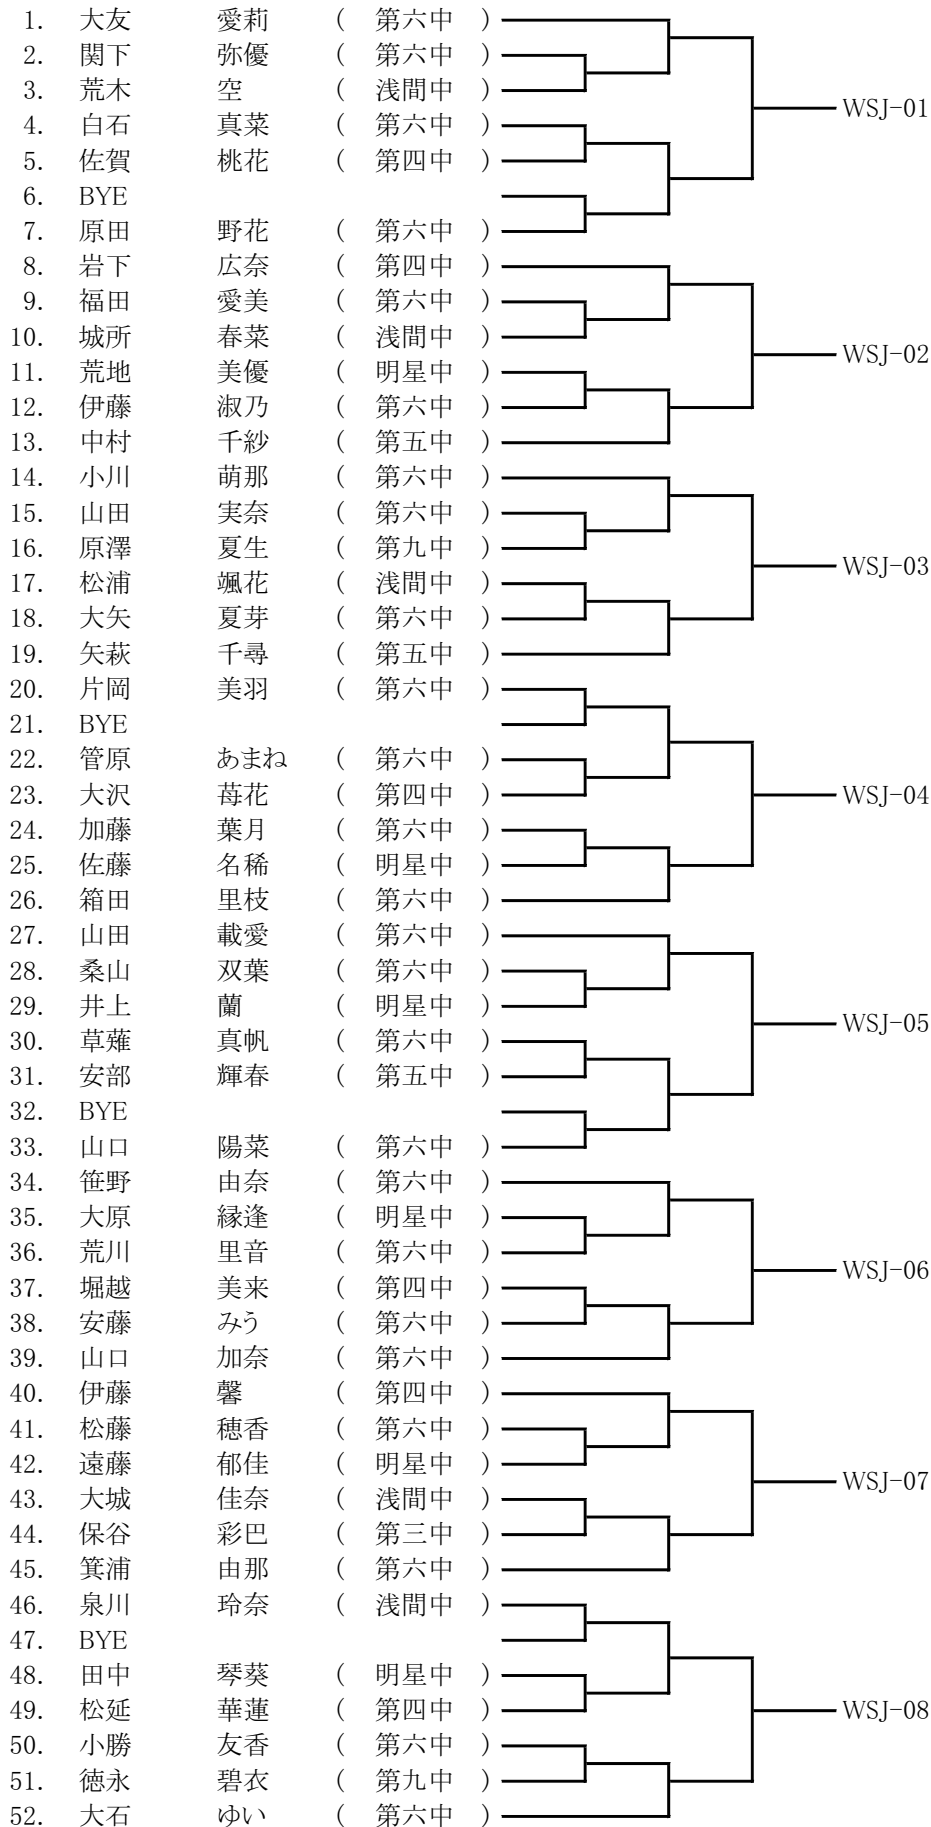 1. 大友 愛莉 ( 第六中 )
2. 関下 弥優 ( 第六中 )
3. 荒木 空 ( 浅間中 )
WSJ-01
4. 白石 真菜 ( 第六中 )
5. 佐賀 桃花 ( 第四中 )
6. BYE
7. 原田 野花 ( 第六中 )
8. 岩下 広奈 ( 第四中 )
9. 福田 愛美 ( 第六中 )
10. 城所 春菜 ( 浅間中 )
WSJ-02
11. 荒地 美優 ( 明星中 )
12. 伊藤 淑乃 ( 第六中 )
13. 中村 千紗 ( 第五中 )
14. 小川 萌那 ( 第六中 )
15. 山田 実奈 ( 第六中 )
16. 原澤 夏生 ( 第九中 )
WSJ-03
17. 松浦 颯花 ( 浅間中 )
18. 大矢 夏芽 ( 第六中 )
19. 矢萩 千尋 ( 第五中 )
20. 片岡 美羽 ( 第六中 )
21. BYE
22. 管原 あまね ( 第六中 )
23. 大沢 苺花 ( 第四中 )
WSJ-04
24. 加藤 葉月 ( 第六中 )
25. 佐藤 名稀 ( 明星中 )
26. 箱田 里枝 ( 第六中 )
27. 山田 載愛 ( 第六中 )
28. 桑山 双葉 ( 第六中 )
29. 井上 蘭 ( 明星中 )
WSJ-05
30. 草薙 真帆 ( 第六中 )
31. 安部 輝春 ( 第五中 )
32. BYE
33. 山口 陽菜 ( 第六中 )
34. 笹野 由奈 ( 第六中 )
35. 大原 縁逢 ( 明星中 )
36. 荒川 里音 ( 第六中 )
WSJ-06
37. 堀越 美来 ( 第四中 )
38. 安藤 みう ( 第六中 )
39. 山口 加奈 ( 第六中 )
40. 伊藤 馨 ( 第四中 )
41. 松藤 穂香 ( 第六中 )
42. 遠藤 郁佳 ( 明星中 )
WSJ-07
43. 大城 佳奈 ( 浅間中 )
44. 保谷 彩巴 ( 第三中 )
45. 箕浦 由那 ( 第六中 )
46. 泉川 玲奈 ( 浅間中 )
47. BYE
48. 田中 琴葵 ( 明星中 )
49. 松延 華蓮 ( 第四中 )
WSJ-08
50. 小勝 友香 ( 第六中 )
51. 徳永 碧衣 ( 第九中 )
52. 大石 ゆい ( 第六中 )